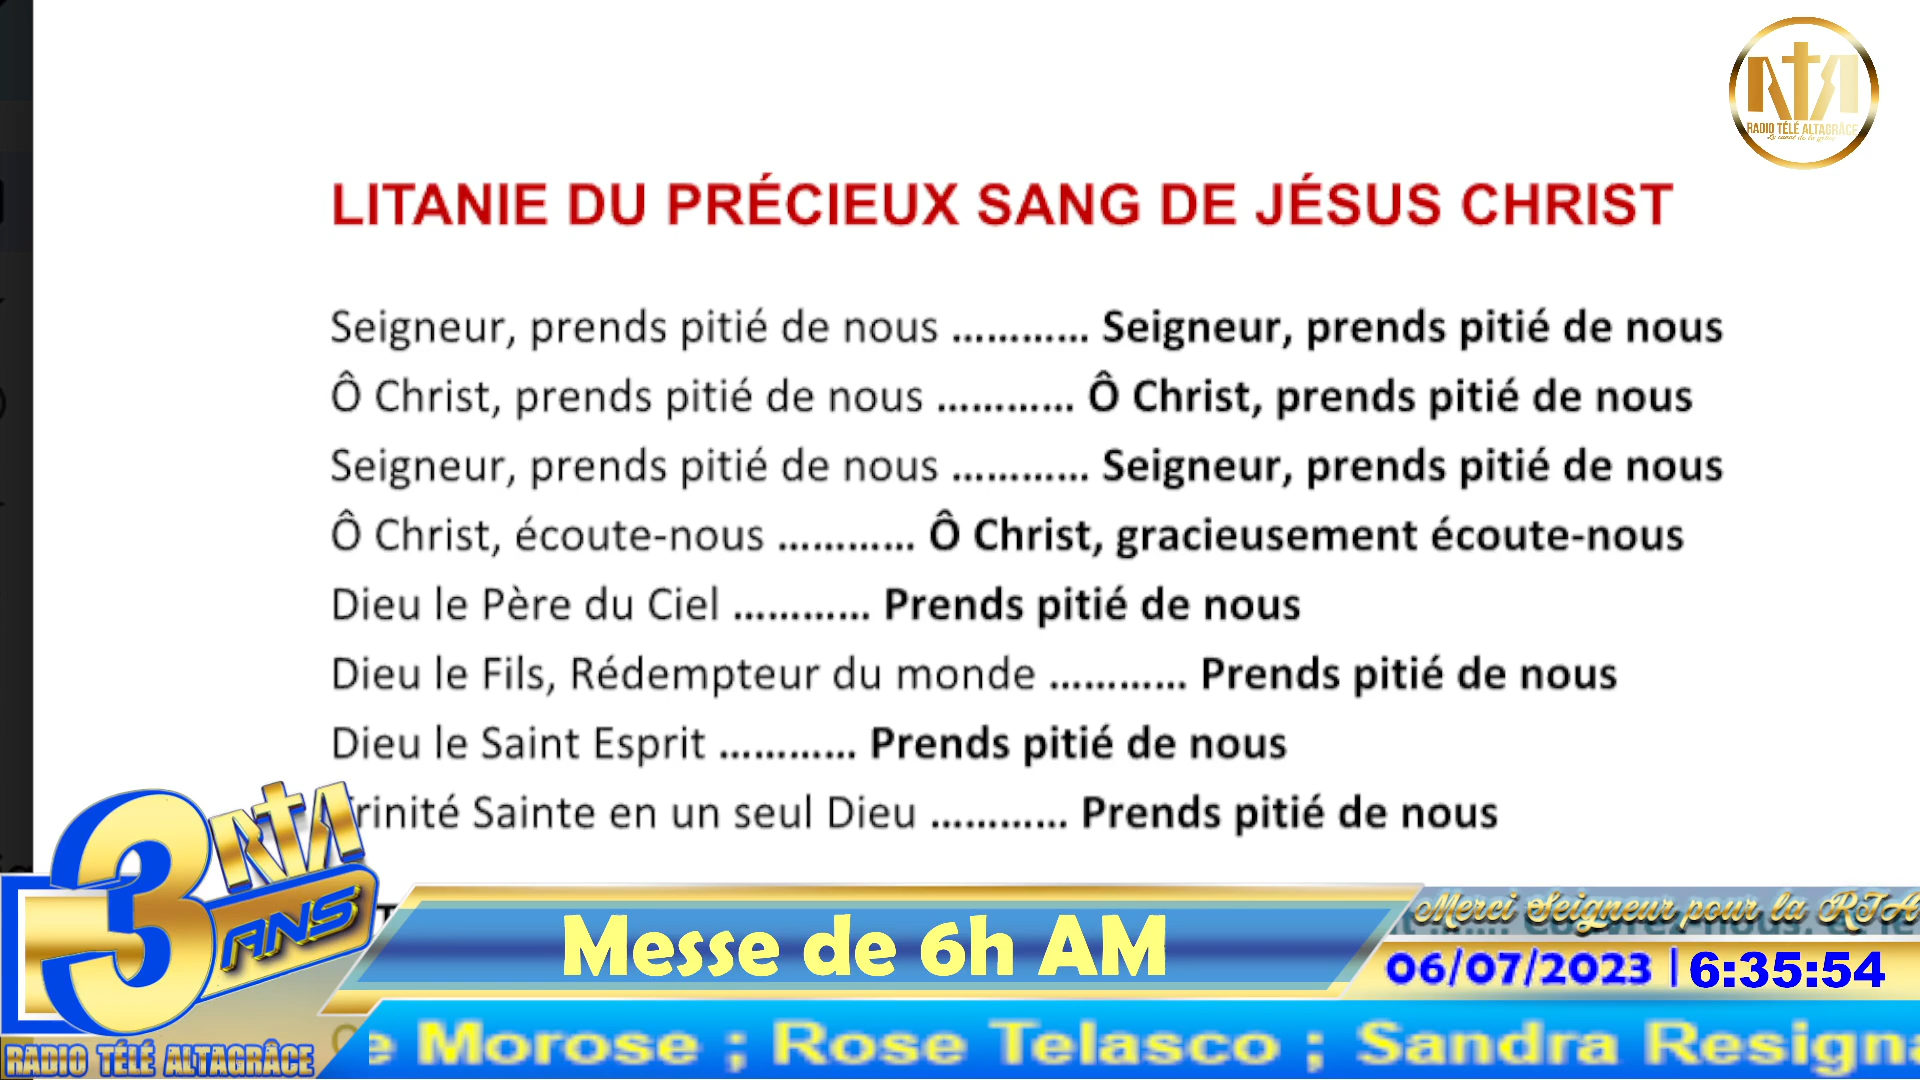 RTA
RADIO TÉLÉ ALTAGRÂCE
LITANIE DU PRÉCIEUX SANG DE JÉSUS CHRIST
Seigneur, prends pitié de nous ............ Seigneur, prends pitié de nous
Ô Christ, prends pitié de nous ............ Ô Christ, prends pitié de nous
Seigneur, prends pitié de nous ............ Seigneur, prends pitié de nous
Ô Christ, écoute-nous ............ Ô Christ, gracieusement écoute-nous
Dieu le Père du Ciel ............ Prends pitié de nous
Dieu le Fils, Rédempteur du monde ............ Prends pitié de nous
Dieu le Saint Esprit ............ Prends pitié de nous
rinité Sainte en un seul Dieu ............ Prends pitié de nous
3 ANS RTA
Merci Seigneur pour la RTA
Messe de 6h AM
06/07/2023 | 6:35:54
e Morose ; Rose Telasco ; Sandra Resigna
RADIO TÉLÉ ALTAGRÂCE